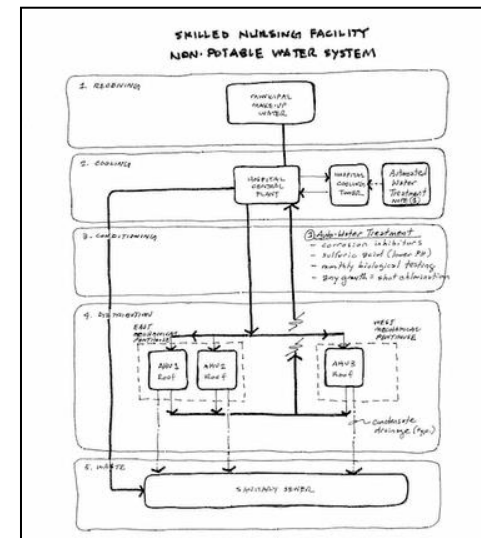 SKILLED NURSING FACILITY
NON-POTABLE WATER SYSTEM
1. RECEIVING
MUNICIPAL
MAKE-UP
WATER
2. COOLING
HOSPITAL
CENTRAL
PLANT
HOSPITAL
COOLING
TOWER
Automated
Water
Treatment
NOTE (3)
3. CONDITIONING
(3) Auto-Water Treatment
- corrosion inhibitors
- sulfuric acid (lower PH)
- monthly biological testing
- any growth = shot chlorination
4. DISTRIBUTION
EAST
MECHANICAL
PENTHOUSE
WEST
MECHANICAL
PENTHOUSE
AHU1
Roof
AHU2
Roof
AHU3
Roof
condensate
drainage (typ.)
5. WASTE
SANITARY SEWER